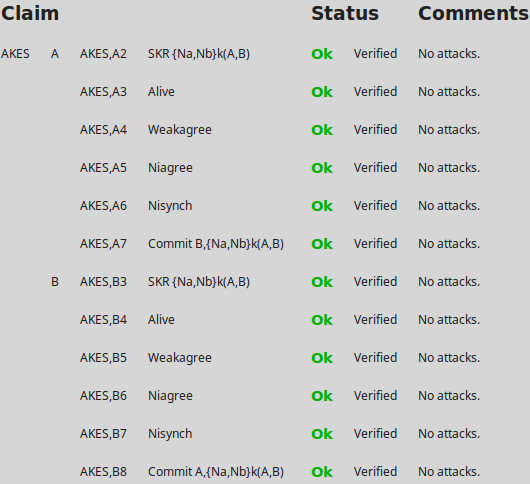 Claim Status Comments
AKES A AKES,A2 SKR {Na,Nb}k(A,B) Ok Verified No attacks.
AKES,A3 Alive Ok Verified No attacks.
AKES,A4 Weakagree Ok Verified No attacks.
AKES,A5 Niagree Ok Verified No attacks.
AKES,A6 Nisynch Ok Verified No attacks.
AKES,A7 Commit B,{Na,Nb}k(A,B) Ok Verified No attacks.
B AKES,B3 SKR {Na,Nb}k(A,B) Ok Verified No attacks.
AKES,B4 Alive Ok Verified No attacks.
AKES,B5 Weakagree Ok Verified No attacks.
AKES,B6 Niagree Ok Verified No attacks.
AKES,B7 Nisynch Ok Verified No attacks.
AKES,B8 Commit A,{Na,Nb}k(A,B) Ok Verified No attacks.